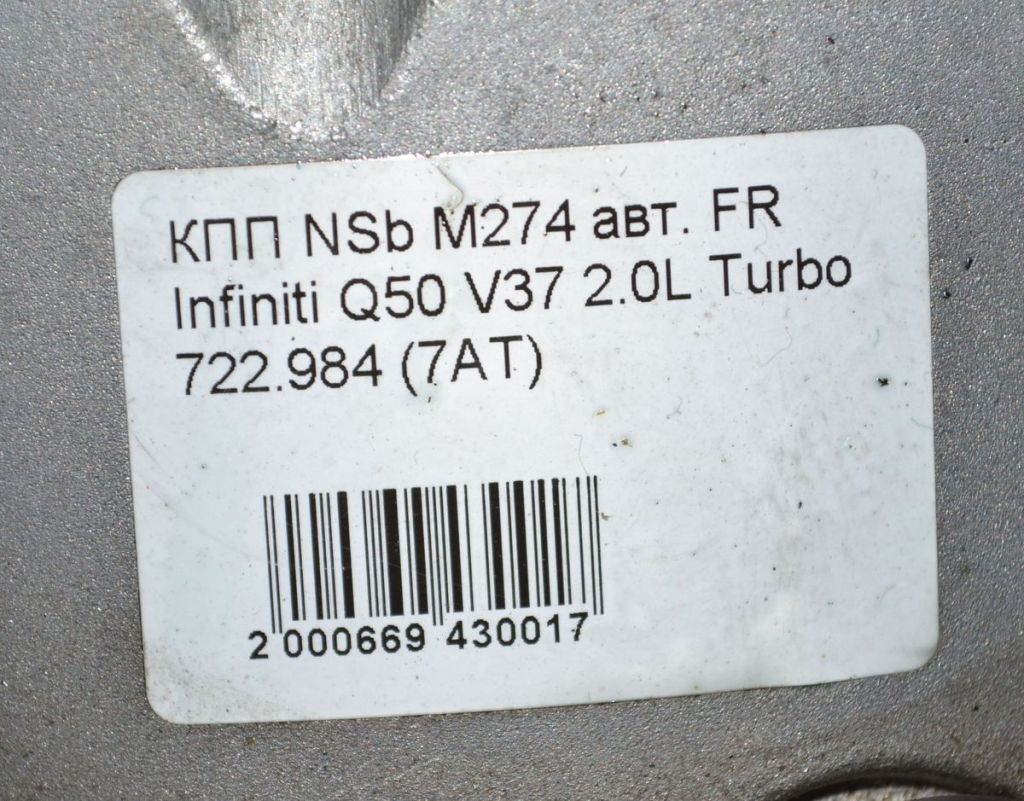 КПП NSb M274 авт. FR
Infiniti Q50 V37 2.0L Turbo
722.984 (7AT)
2 000669 430017